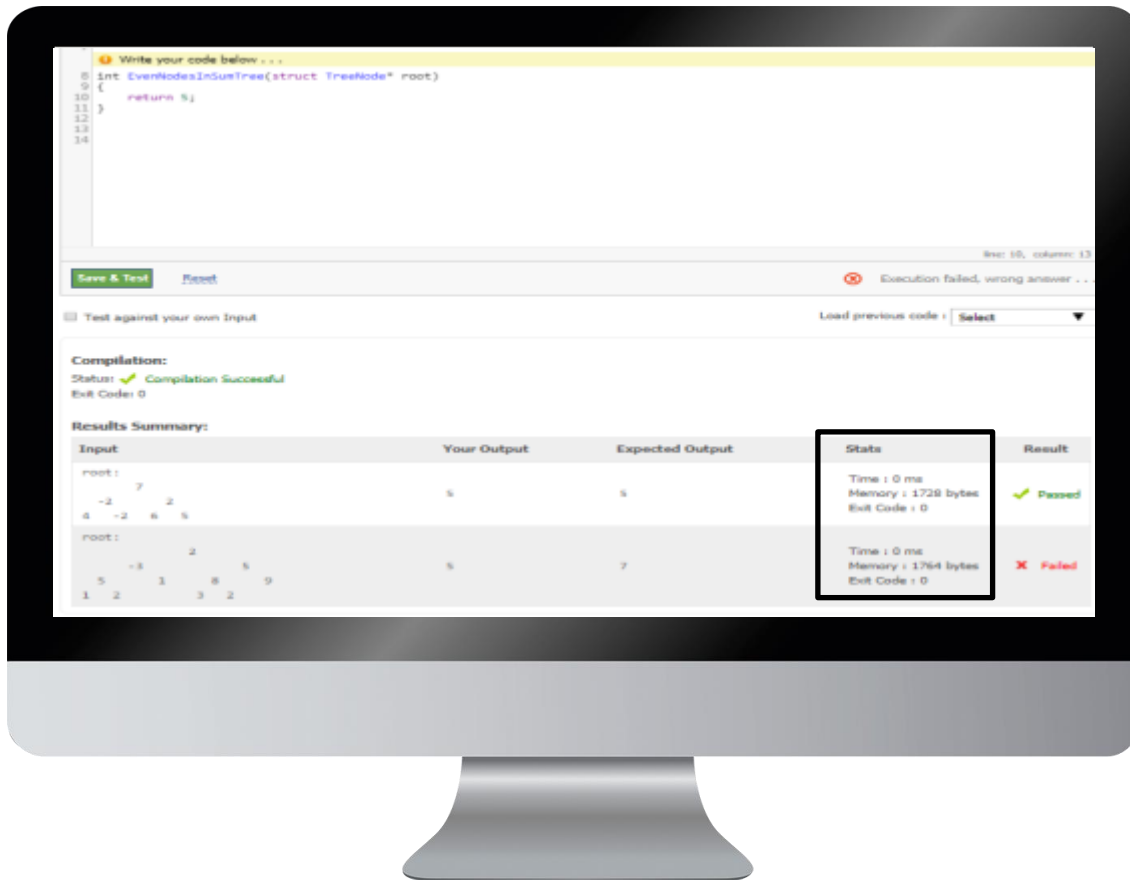 Write your code below . . .
8 int EvenNodesInSumTree(struct TreeNode* root)
9 {
10 return 5;
11 }
12
13
14
line: 10, column: 13
Save & Test Reset Execution failed, wrong answer . . .
Test against your own Input Load previous code : Select
Compilation:
Status: Compilation Successful
Exit Code: 0
Results Summary:
Input Your Output Expected Output Stats Result
root:
7
-2 2
4 -2 6 5
5 5
Time : 0 ms
Memory : 1728 bytes
Exit Code : 0
Passed
root:
2
-3 5
5 1 8 9
1 2 3 2
5 7
Time : 0 ms
Memory : 1764 bytes
Exit Code : 0
Failed